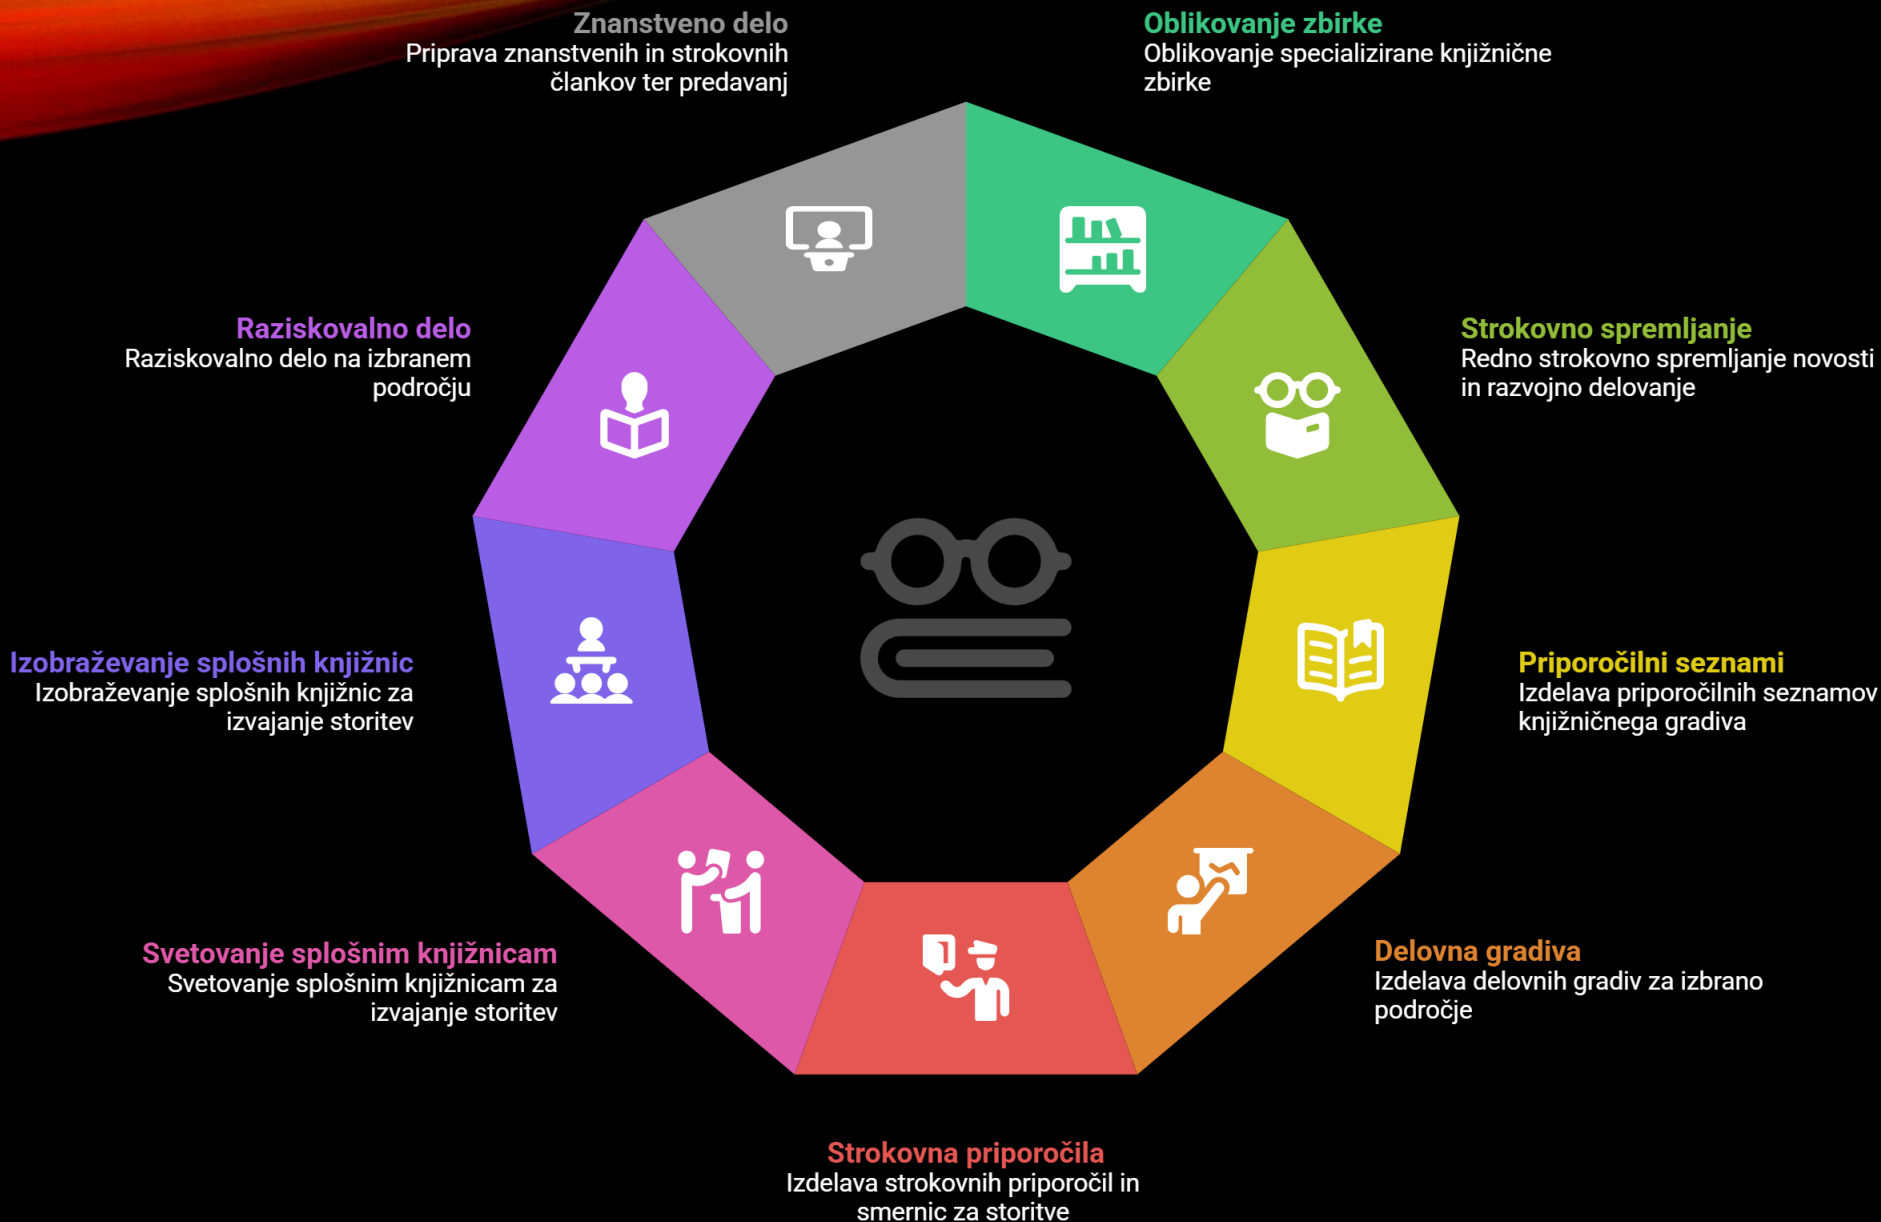 Znanstveno delo
Priprava znanstvenih in strokovnih
člankov ter predavanj
Oblikovanje zbirke
Oblikovanje specializirane knjižnične
zbirke
Strokovno spremljanje
Redno strokovno spremljanje novosti
in razvojno delovanje
Priporočilni seznami
Izdelava priporočilnih seznamov
knjižničnega gradiva
Delovna gradiva
Izdelava delovnih gradiv za izbrano
področje
Strokovna priporočila
Izdelava strokovnih priporočil in
smernic za storitve
Svetovanje splošnim knjižnicam
Svetovanje splošnim knjižnicam za
izvajanje storitev
Izobraževanje splošnih knjižnic
Izobraževanje splošnih knjižnic za
izvajanje storitev
Raziskovalno delo
Raziskovalno delo na izbranem
področju